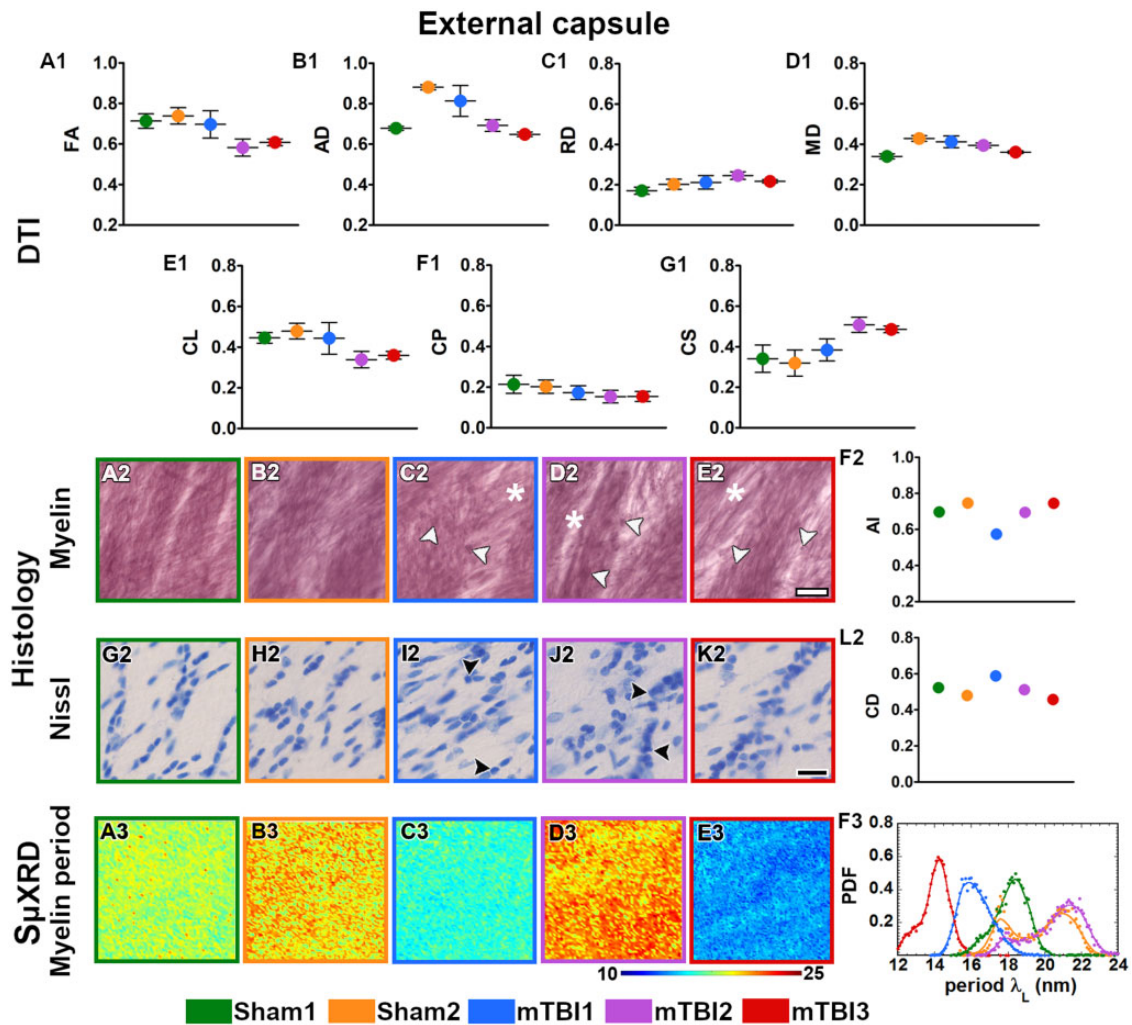 External capsule
A1
B1
C1
D1
1.0
0.8
0.6
0.4
0.2
FA
1.0
0.8
0.6
0.4
0.2
AD
0.8
0.6
0.4
0.2
0.0
RD
0.8
0.6
0.4
0.2
0.0
MD
DTI
E1
F1
G1
0.8
0.6
0.4
0.2
0.0
CL
0.8
0.6
0.4
0.2
0.0
CP
0.8
0.6
0.4
0.2
0.0
CS
Histology
Myelin
A2
B2
C2
D2
E2
F2
1.0
0.8
0.6
0.4
0.2
AI
Nissl
G2
H2
I2
J2
K2
L2
0.8
0.6
0.4
0.2
0.0
CD
SμXRD
Myelin period
A3
B3
C3
D3
E3
10
25
F3
0.8
0.6
0.4
0.2
PDF
12 14 16 18 20 22 24
period λL (nm)
Sham1 Sham2 mTBI1 mTBI2 mTBI3